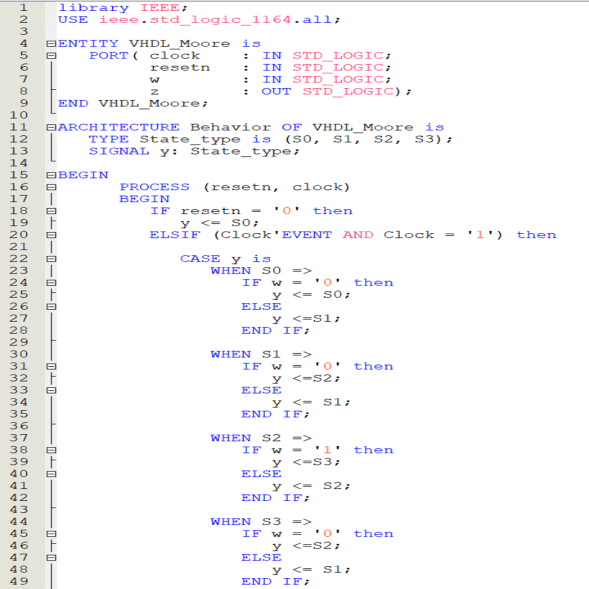 1 library IEEE;
2 USE ieee.std_logic_1164.all;
3
4 ENTITY VHDL_Moore is
5 PORT( clock : IN STD_LOGIC;
6 resetn : IN STD_LOGIC;
7 w : IN STD_LOGIC;
8 z : OUT STD_LOGIC);
9 END VHDL_Moore;
10
11 ARCHITECTURE Behavior OF VHDL_Moore is
12 TYPE State_type is (S0, S1, S2, S3);
13 SIGNAL y: State_type;
14
15 BEGIN
16 PROCESS (resetn, clock)
17 BEGIN
18 IF resetn = '0' then
19 y <= S0;
20 ELSIF (Clock'EVENT AND Clock = '1') then
21
22 CASE y is
23 WHEN S0 =>
24 IF w = '0' then
25 y <= S0;
26 ELSE
27 y <=S1;
28 END IF;
29
30 WHEN S1 =>
31 IF w = '0' then
32 y <=S2;
33 ELSE
34 y <= S1;
35 END IF;
36
37 WHEN S2 =>
38 IF w = '1' then
39 y <=S3;
40 ELSE
41 y <= S2;
42 END IF;
43
44 WHEN S3 =>
45 IF w = '0' then
46 y <=S2;
47 ELSE
48 y <= S1;
49 END IF;